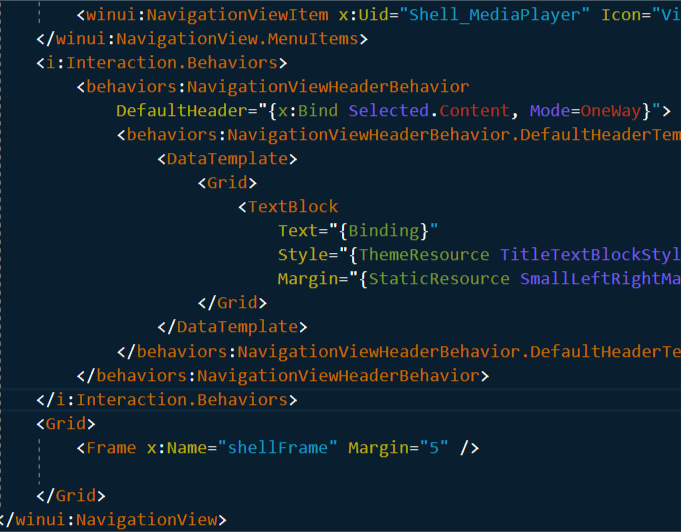 <winui:NavigationViewItem x:Uid="Shell_MediaPlayer" Icon="Vi
</winui:NavigationView.MenuItems>
<i:Interaction.Behaviors>
<behaviors:NavigationViewHeaderBehavior
DefaultHeader="{x:Bind Selected.Content, Mode=OneWay}">
<behaviors:NavigationViewHeaderBehavior.DefaultHeaderTem
<DataTemplate>
<Grid>
<TextBlock
Text="{Binding}"
Style="{ThemeResource TitleTextBlockStyl
Margin="{StaticResource SmallLeftRightMa
</Grid>
</DataTemplate>
</behaviors:NavigationViewHeaderBehavior.DefaultHeaderTe
</behaviors:NavigationViewHeaderBehavior>
</i:Interaction.Behaviors>
<Grid>
<Frame x:Name="shellFrame" Margin="5" />
</Grid>
</winui:NavigationView>